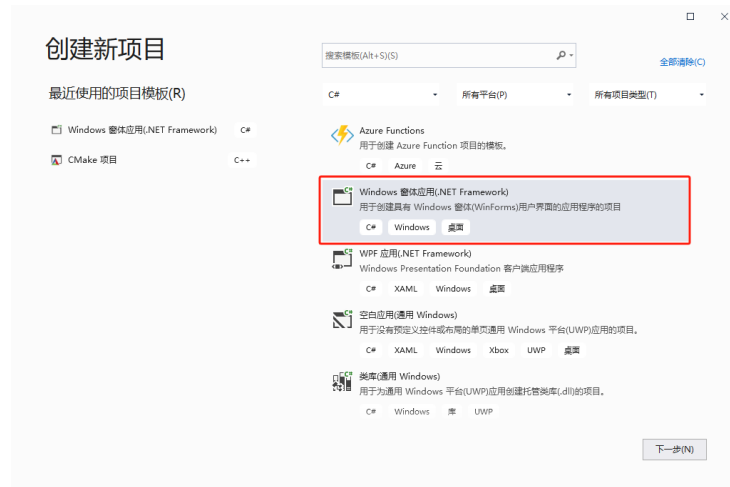 创建新项目
搜索模板(Alt+S)(S)
全部清除(C)
最近使用的项目模板(R)
C# 所有平台(P) 所有项目类型(T)
Windows 窗体应用(.NET Framework) C#
CMake 项目 C++
Azure Functions
用于创建 Azure Function 项目的模板。
C# Azure 云
Windows 窗体应用(.NET Framework)
用于创建具有 Windows 窗体(WinForms)用户界面的应用程序的项目
C# Windows 桌面
WPF 应用(.NET Framework)
Windows Presentation Foundation 客户端应用程序
C# XAML Windows 桌面
空白应用(通用 Windows)
用于没有预定义控件或布局的单页通用 Windows 平台(UWP)应用的项目。
C# XAML Windows Xbox UWP 桌面
类库(通用 Windows)
用于为通用 Windows 平台(UWP)应用创建托管类库(.dll)的项目。
C# Windows 库 UWP
下一步(N)